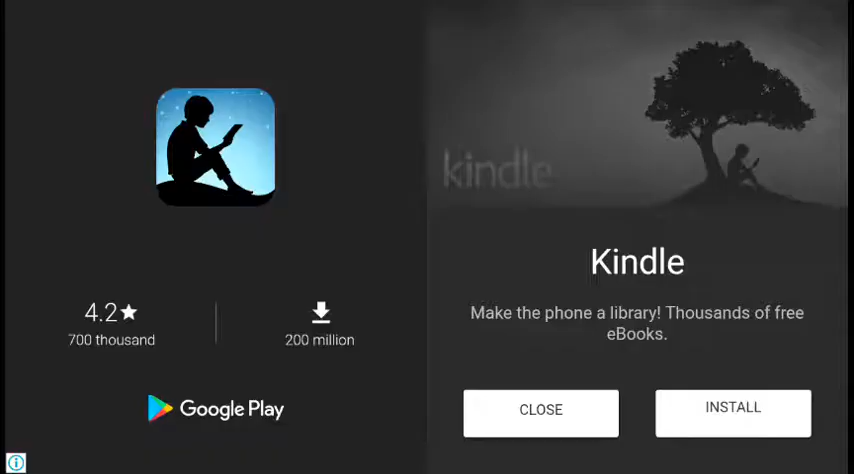 kindle
Kindle
Make the phone a library! Thousands of free
eBooks.
4.2★
700 thousand
200 million
Google Play
CLOSE
INSTALL